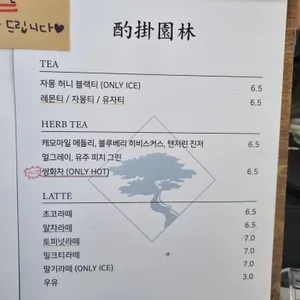 드립니다♥
酌掛園林
TEA
자몽 허니 블랙티 (ONLY ICE) 6.5
레몬티 / 자몽티 / 유자티 6.5
HERB TEA
캐모마일 메들리, 블루베리 히비스커스, 탠저린 진저 6.5
얼그레이, 유주 피치 그린
쌍화차 (ONLY HOT) 6.5
LATTE
초코라떼 6.5
말차라떼 6.5
토피넛라떼 7.0
밀크티라떼 7.0
딸기라떼 (ONLY ICE) 7.0
우유 3.0